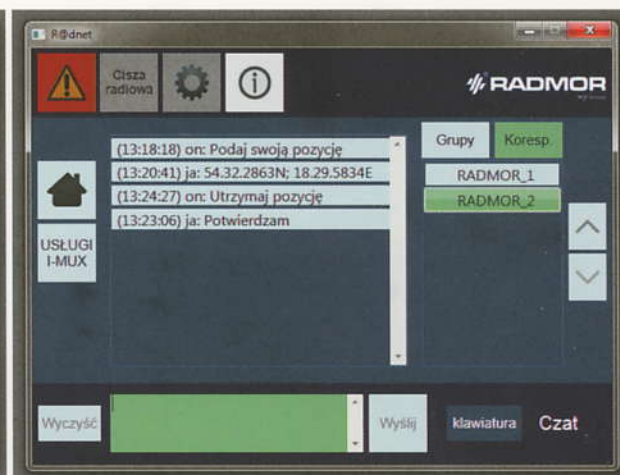 R@dnet
Cisza
radiowa
RADMOR
Grupy
Koresp.
(13:18:18) on: Podaj swoją pozycję
(13:20:41) ja: 54.32.2863N; 18.29.5834E
(13:24:27) on: Utrzymaj pozycję
(13:23:06) ja: Potwierdzam
RADMOR_1
RADMOR_2
USŁUGI
I-MUX
Wyczyść
Wyślij
klawiatura
Czat